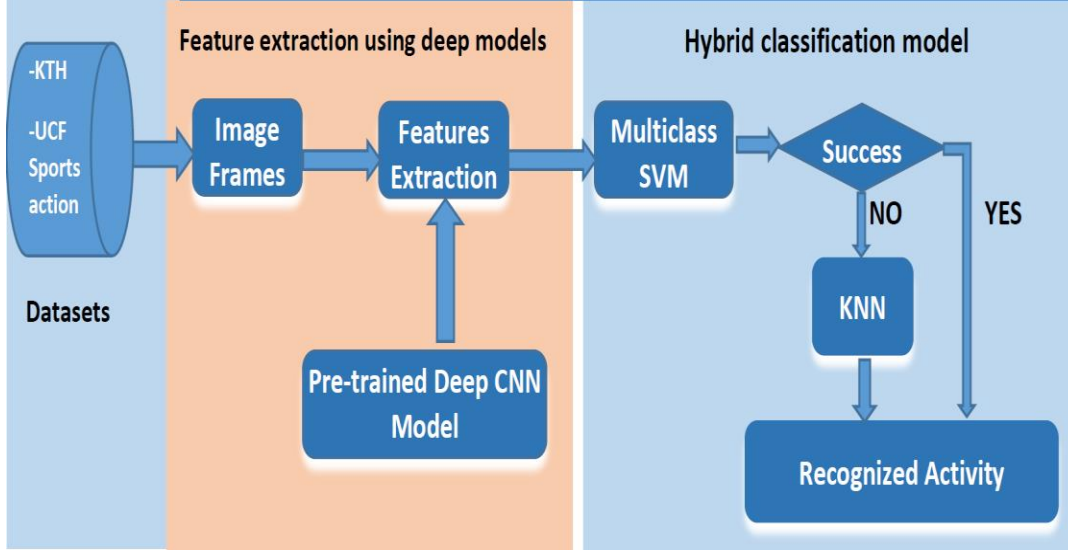 -KTH
-UCF
Sports
action
Datasets
Feature extraction using deep models
Image
Frames
Features
Extraction
Pre-trained Deep CNN
Model
Hybrid classification model
Multiclass
SVM
Success
NO
YES
KNN
Recognized Activity